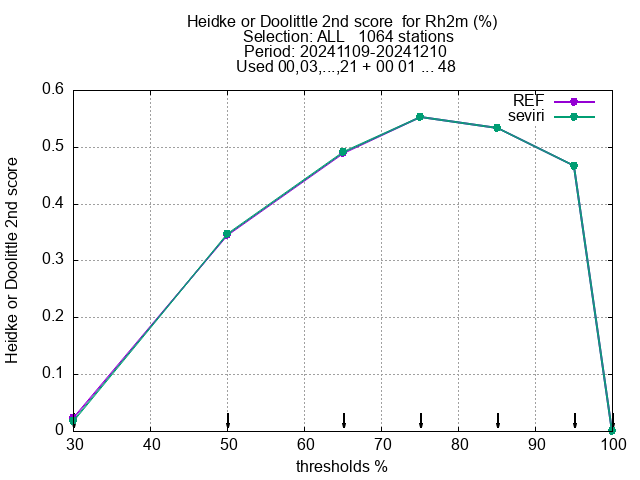 Heidke or Doolittle 2nd score  for Rh2m (%)
Selection: ALL   1064 stations
Period: 20241109-20241210
Used 00,03,...,21 + 00 01 ... 48
REF
seviri
Heidke or Doolittle 2nd score
0.6
0.5
0.4
0.3
0.2
0.1
0
30 40 50 60 70 80 90 100
thresholds %